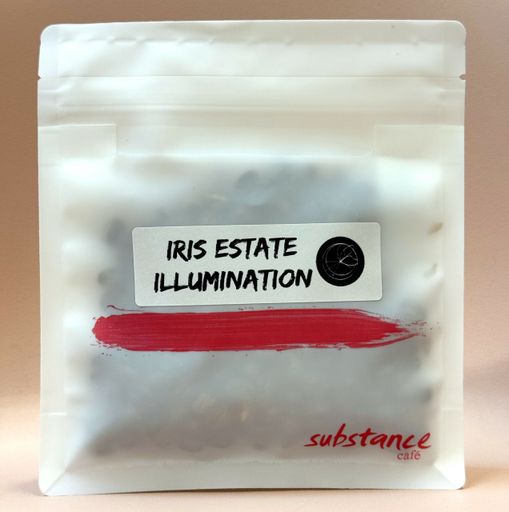 IRIS ESTATE
ILLUMINATION
substance
café